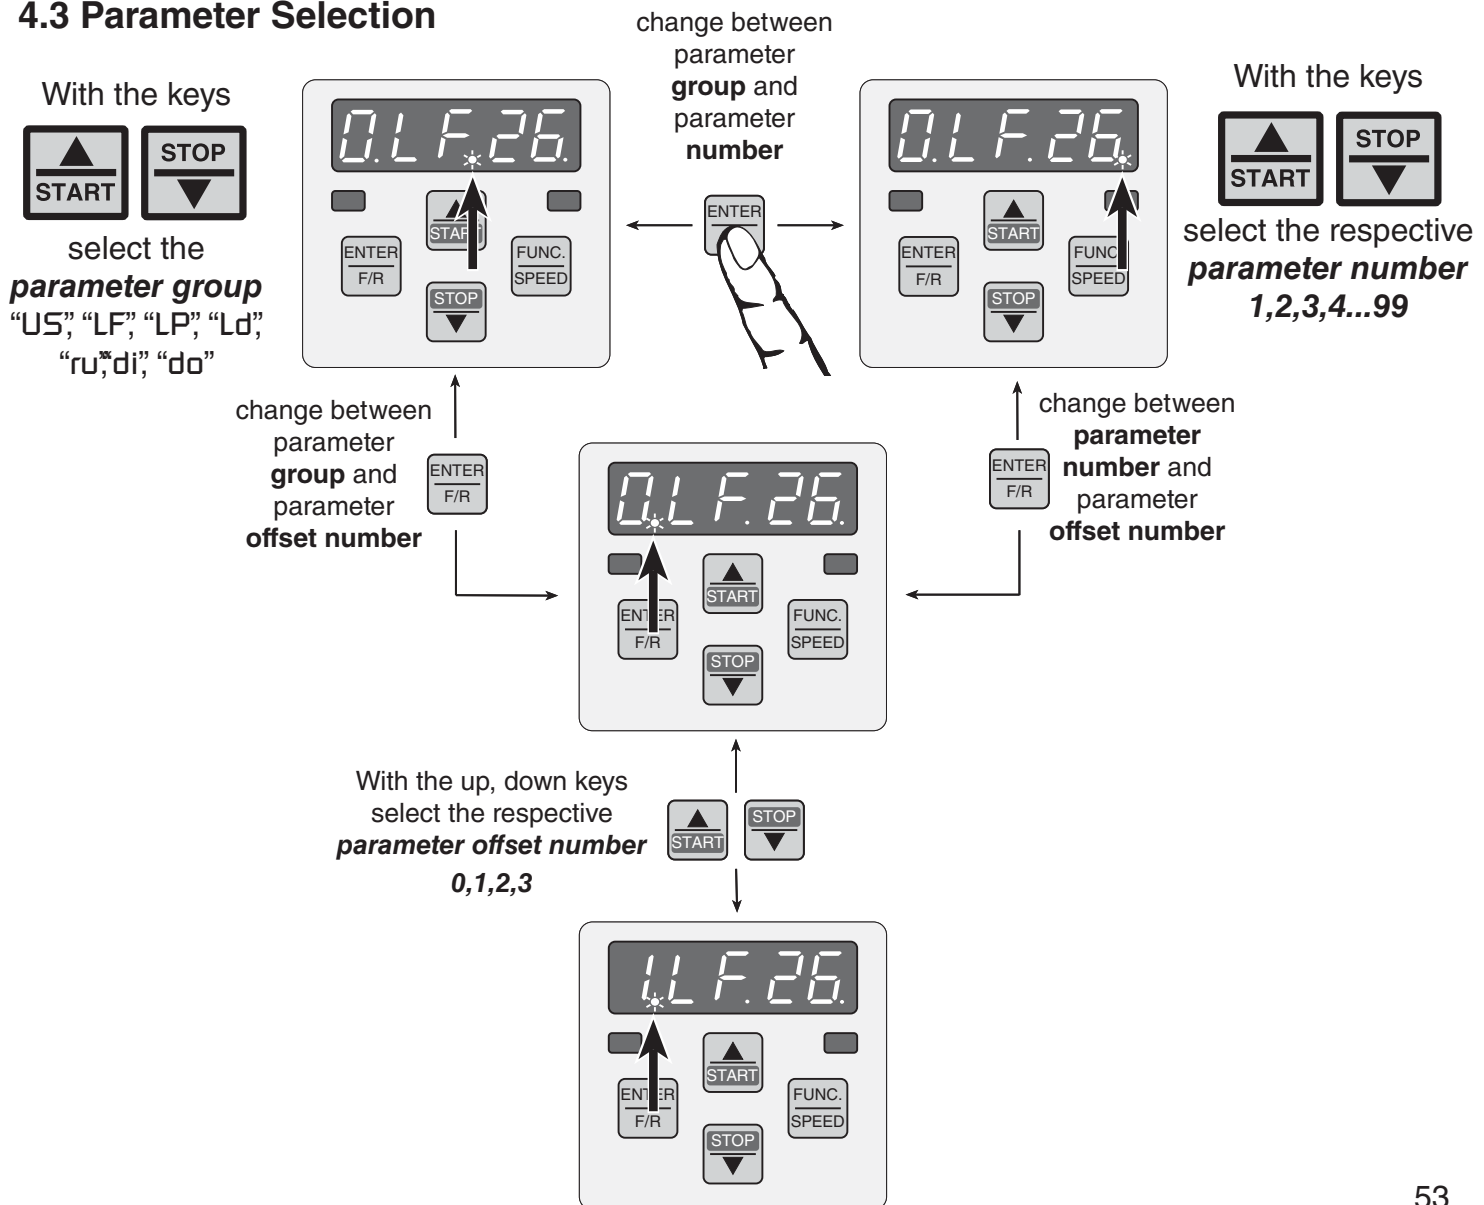 4.3 Parameter Selection
change between
parameter
group and
parameter
number
With the keys
START
STOP
select the
parameter group
“US”, “LF”, “LP”, “Ld”,
“ru”,“di”, “do”
0.LF.26.
START
ENTER
F/R
FUNC.
SPEED
STOP
ENTER
0.LF.26.
START
ENTER
F/R
FUNC.
SPEED
STOP
With the keys
START
STOP
select the respective
parameter number
1,2,3,4...99
change between
parameter
group and
parameter
offset number
ENTER
F/R
0.LF.26.
START
ENTER
F/R
FUNC.
SPEED
STOP
ENTER
F/R
change between
parameter
number and
parameter
offset number
With the up, down keys
select the respective
parameter offset number
0,1,2,3
START
STOP
1.LF.26.
START
ENTER
F/R
FUNC.
SPEED
STOP
53